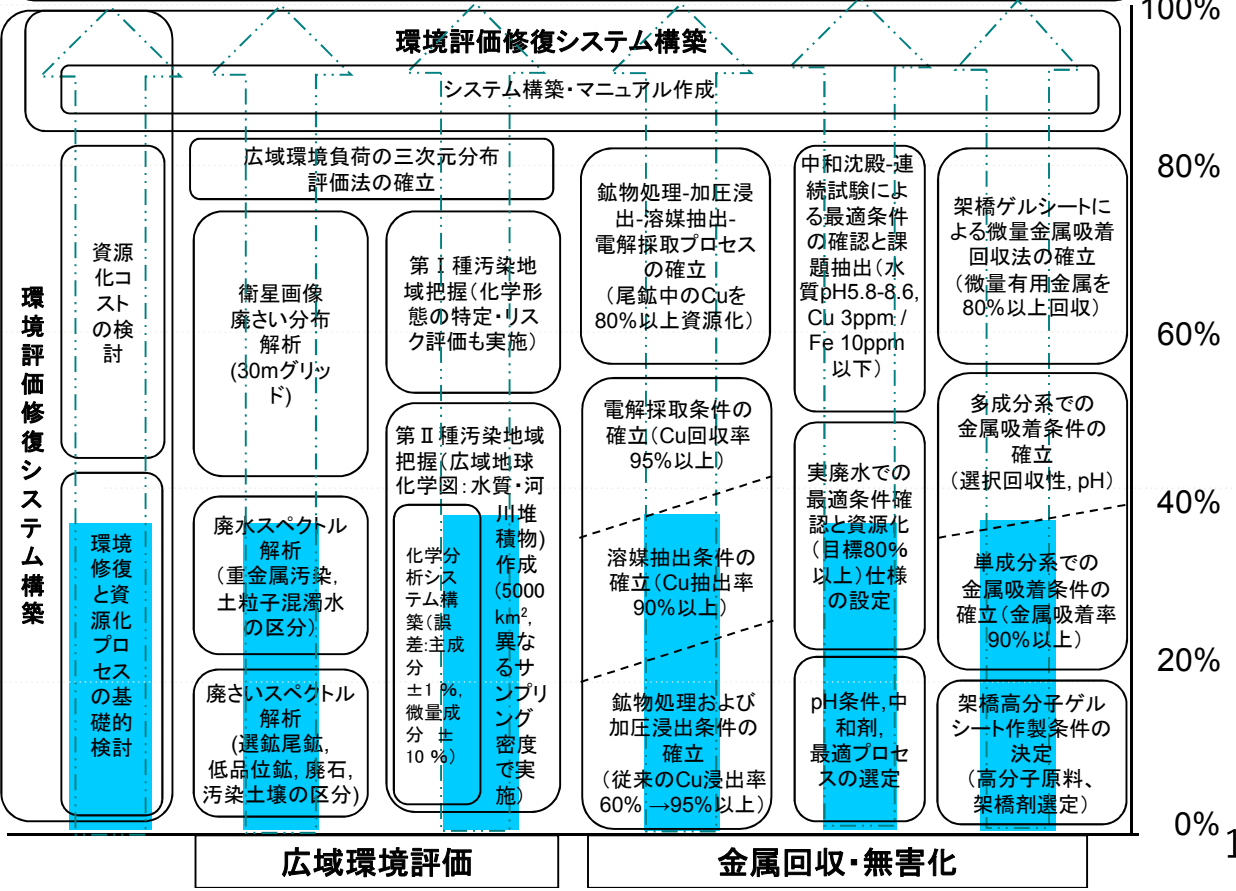 100%
環境評価修復システム構築
システム構築・マニュアル作成
80%
60%
40%
20%
0%
環境評価修復システム構築
資源
化コ
スト
の検
討
環境
修復
と資
源化
プロ
セス
の基
礎的
検討
広域環境負荷の三次元分布
評価法の確立
衛星画像
廃さい分布
解析
(30mグリッ
ド)
廃水スペクトル
解析
（重金属汚染,
土粒子混濁水
の区分）
廃さいスペクトル
解析
(選鉱尾鉱,
低品位鉱, 廃石,
汚染土壌の区分)
第Ⅰ種汚染地
域把握（化学形
態の特定・リス
ク評価も実施）
第Ⅱ種汚染地域
把握（広域地球
化学図：水質・河
川堆
積物）
作成
（5000
km²,
異な
るサ
ンプリ
ング
密度
で実
施）
化学分
析シス
テム構
築（誤
差:主成
分
±1 %,
微量成
分 ±
10 %）
鉱物処理-加圧浸
出-溶媒抽出-
電解採取プロセス
の確立
（尾鉱中のCuを
80%以上資源化）
電解採取条件の
確立（Cu回収率
95%以上）
溶媒抽出条件の
確立（Cu抽出率
90%以上）
鉱物処理および
加圧浸出条件の
確立
（従来のCu浸出率
60% →95%以上）
中和沈殿-連
続試験によ
る最適条件
の確認と課
題抽出（水
質pH5.8-8.6,
Cu 3ppm /
Fe 10ppm
以下）
実廃水での
最適条件確
認と資源化
（目標80%
以上）仕様
の設定
pH条件,中
和剤,
最適プロセ
スの選定
架橋ゲルシートに
よる微量金属吸着
回収法の確立
（微量有用金属を
80%以上回収）
多成分系での
金属吸着条件の
確立
（選択回収性, pH）
単成分系での
金属吸着条件の
確立（金属吸着率
90%以上）
架橋高分子ゲル
シート作製条件の
決定
（高分子原料、
架橋剤選定）
広域環境評価
金属回収・無害化
1